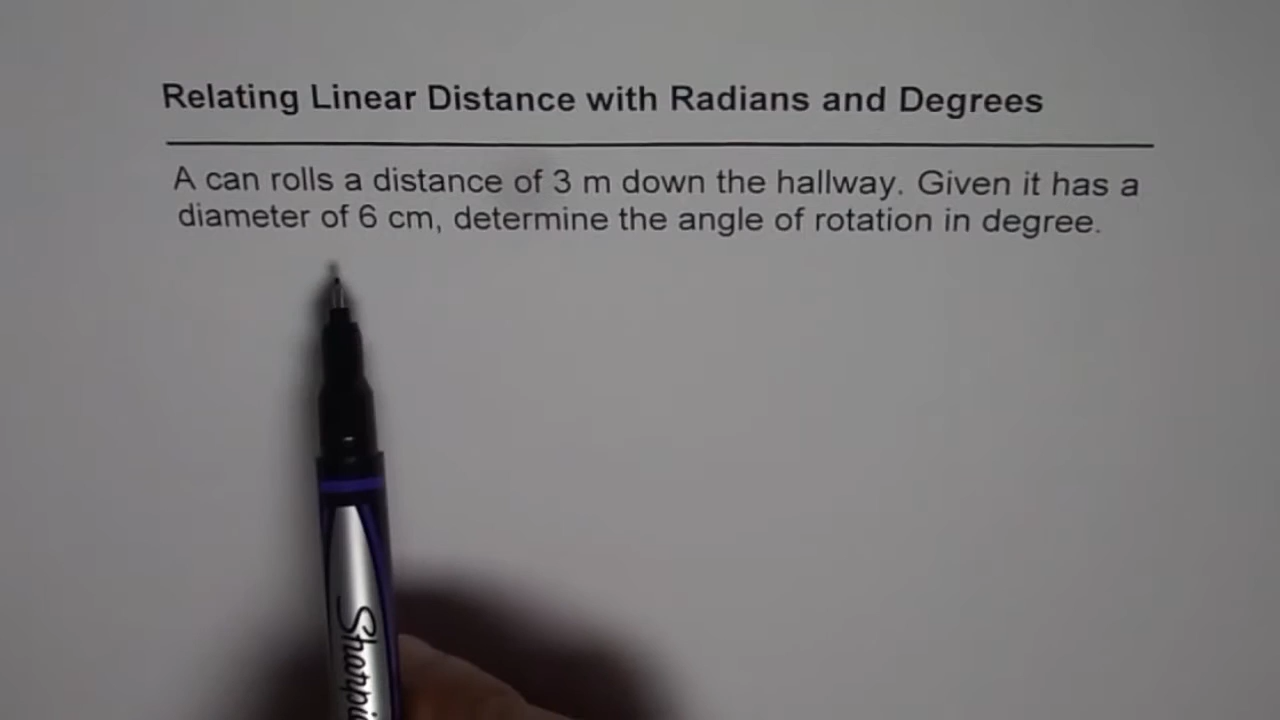 Relating Linear Distance with Radians and Degrees
A can rolls a distance of 3 m down the hallway. Given it has a
diameter of 6 cm, determine the angle of rotation in degree.
Sharpie